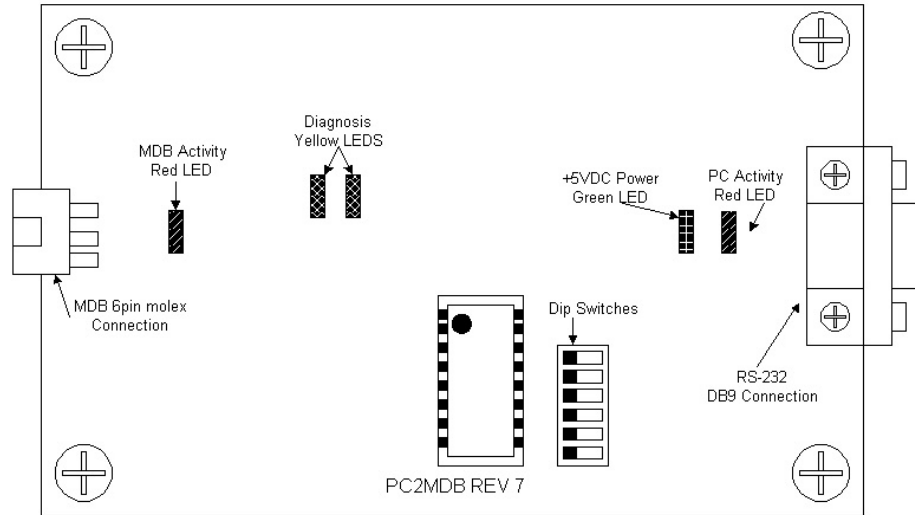 Diagnosis
Yellow LEDS
MDB Activity
Red LED
+5VDC Power
Green LED
PC Activity
Red LED
MDB 6pin molex
Connection
Dip Switches
RS-232
DB9 Connection
PC2MDB REV 7